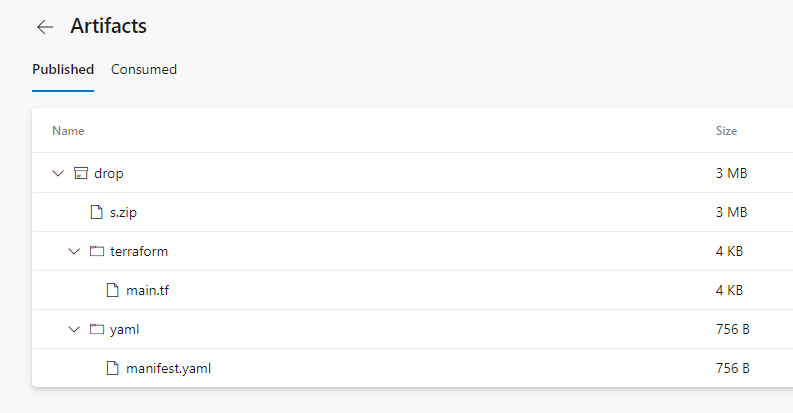 Artifacts
Published Consumed
Name Size
drop 3 MB
s.zip 3 MB
terraform 4 KB
main.tf 4 KB
yaml 756 B
manifest.yaml 756 B